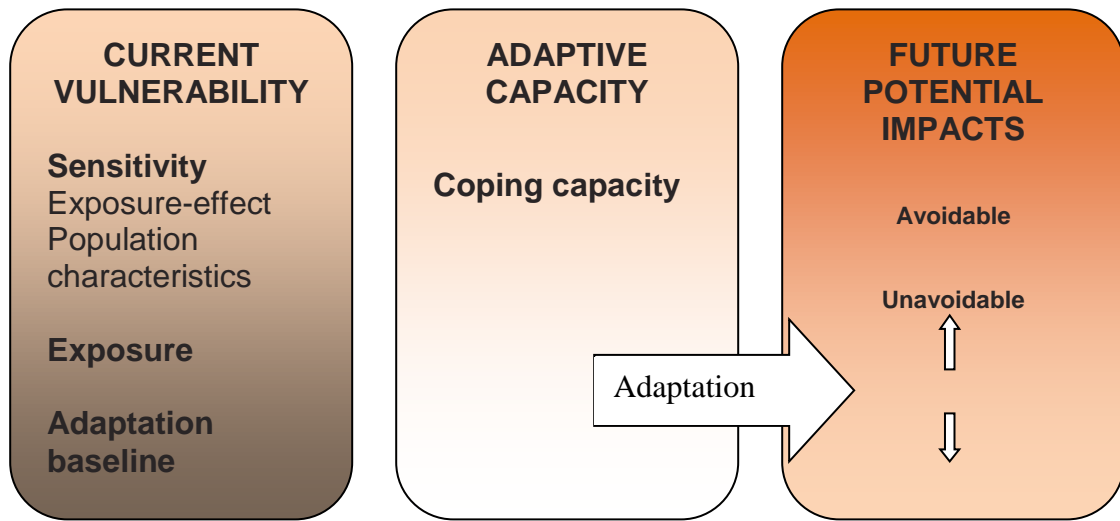 CURRENT
VULNERABILITY
Sensitivity
Exposure-effect
Population
characteristics
Exposure
Adaptation
baseline
ADAPTIVE
CAPACITY
Coping capacity
Adaptation
FUTURE
POTENTIAL
IMPACTS
Avoidable
Unavoidable